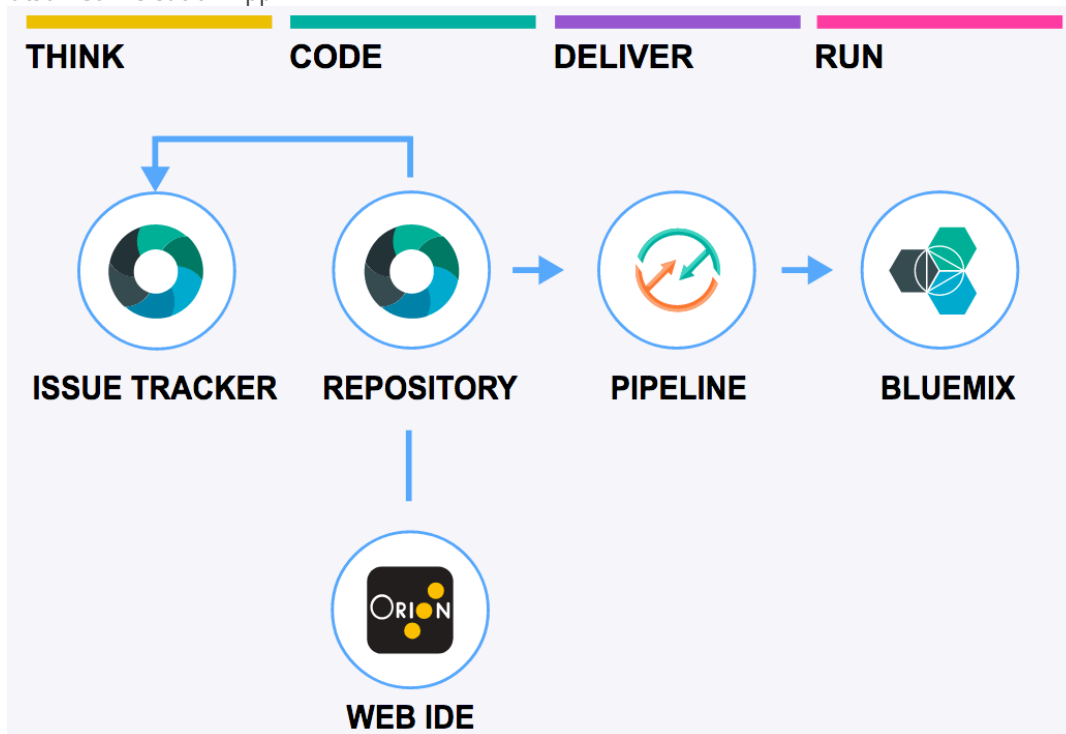 THINK CODE DELIVER RUN
ISSUE TRACKER REPOSITORY PIPELINE BLUEMIX
ORION
WEB IDE